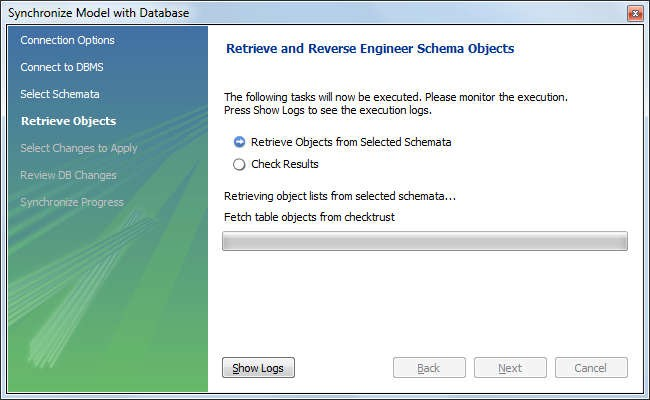 Synchronize Model with Database
Connection Options
Connect to DBMS
Select Schemata
Retrieve Objects
Select Changes to Apply
Review DB Changes
Synchronize Progress
Retrieve and Reverse Engineer Schema Objects
The following tasks will now be executed. Please monitor the execution.
Press Show Logs to see the execution logs.
Retrieve Objects from Selected Schemata
Check Results
Retrieving object lists from selected schemata...
Fetch table objects from checktrust
Show Logs
Back
Next
Cancel